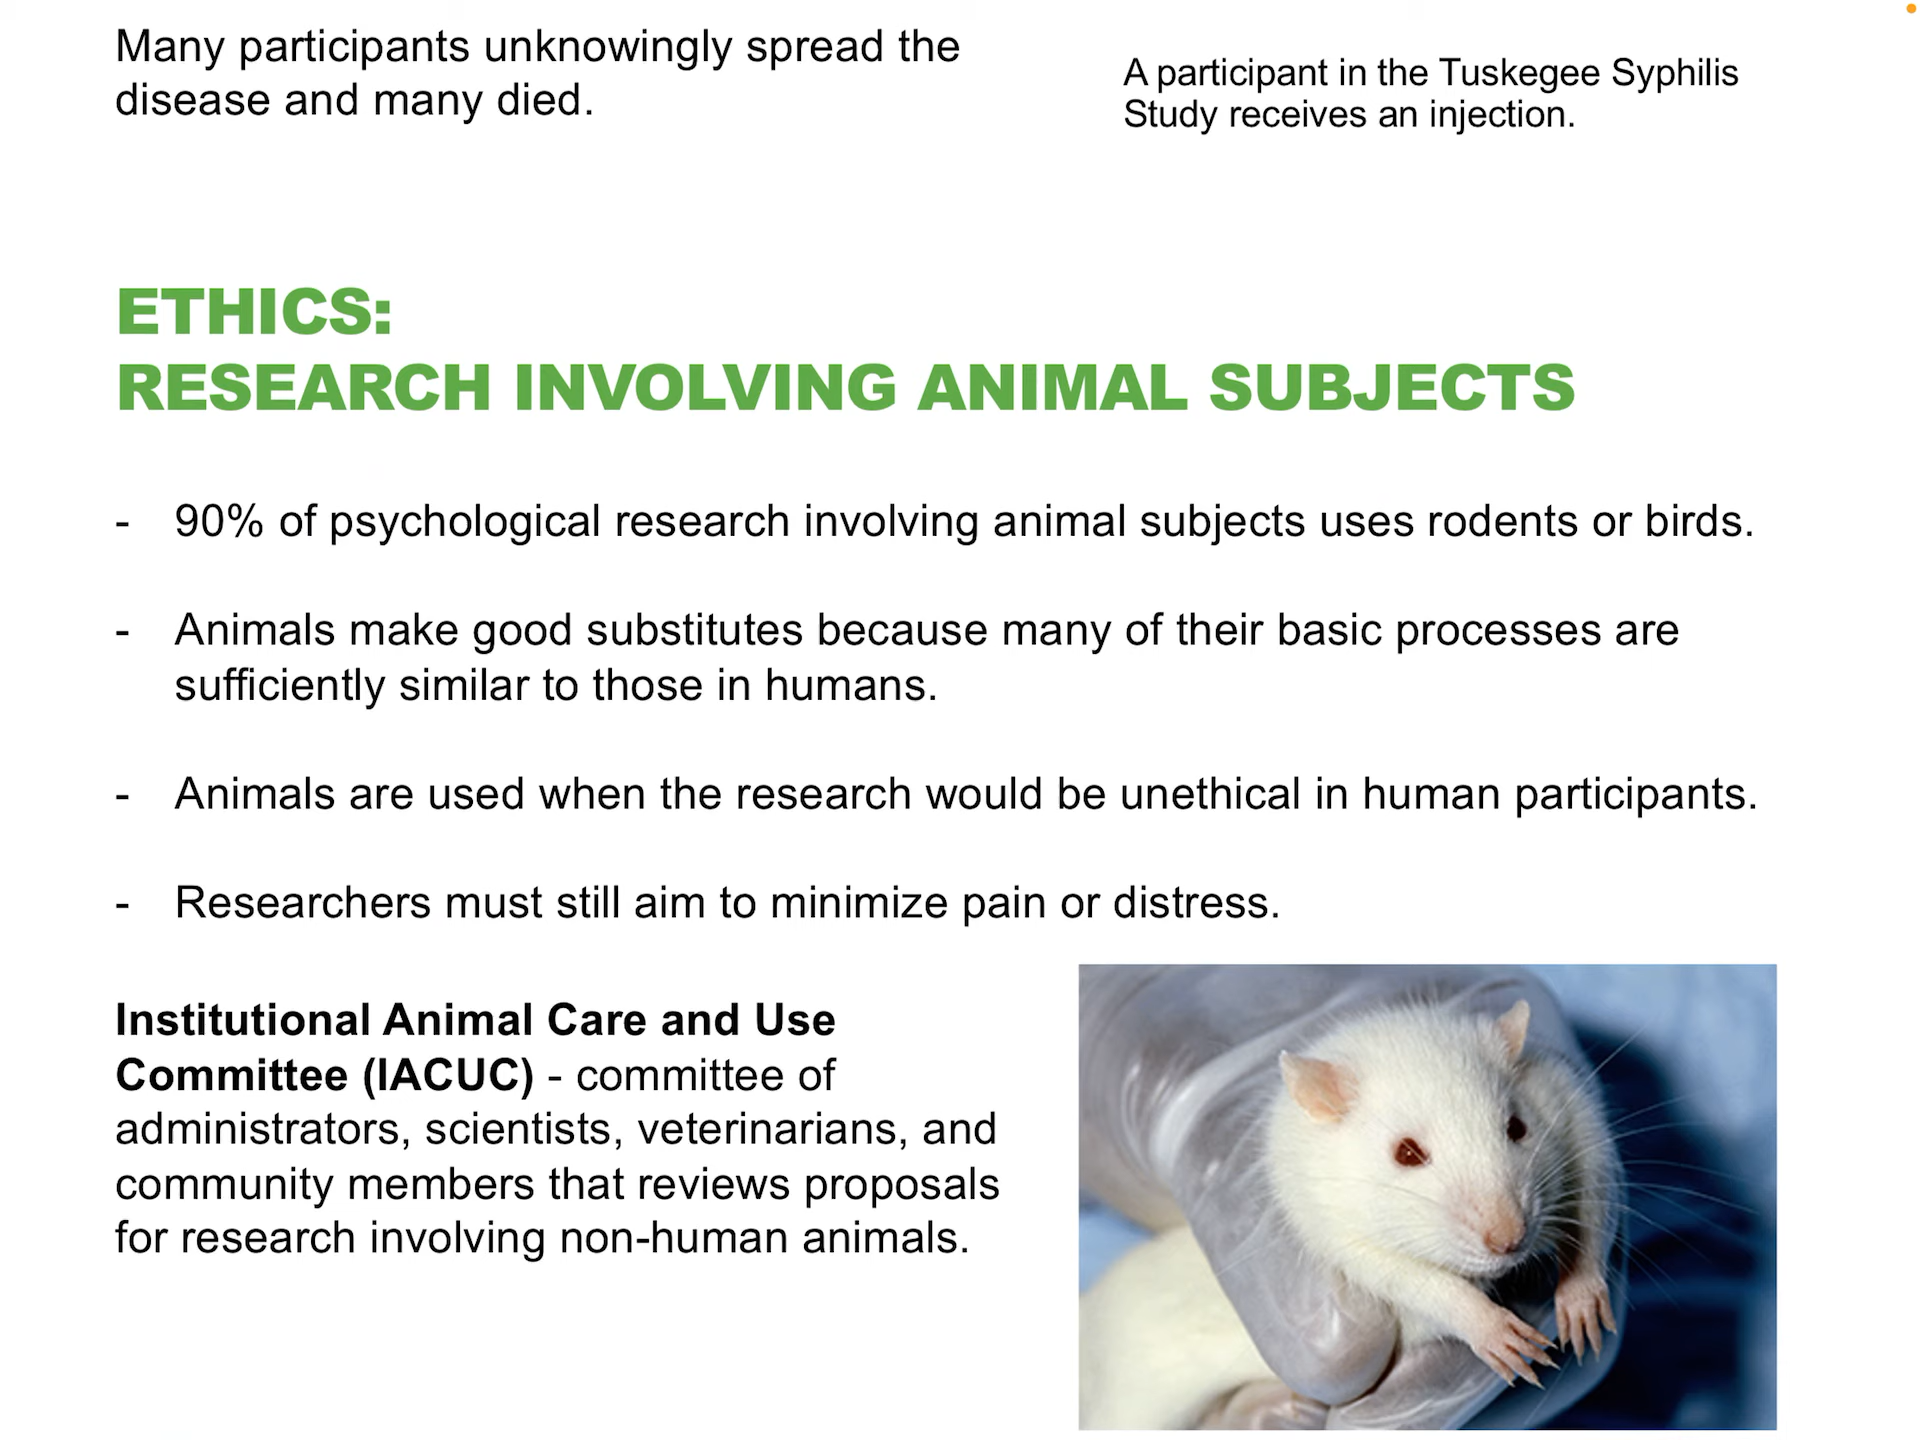 Many participants unknowingly spread the
disease and many died.
A participant in the Tuskegee Syphilis
Study receives an injection.
ETHICS:
RESEARCH INVOLVING ANIMAL SUBJECTS
- 90% of psychological research involving animal subjects uses rodents or birds.
- Animals make good substitutes because many of their basic processes are
sufficiently similar to those in humans.
- Animals are used when the research would be unethical in human participants.
- Researchers must still aim to minimize pain or distress.
Institutional Animal Care and Use
Committee (IACUC) - committee of
administrators, scientists, veterinarians, and
community members that reviews proposals
for research involving non-human animals.